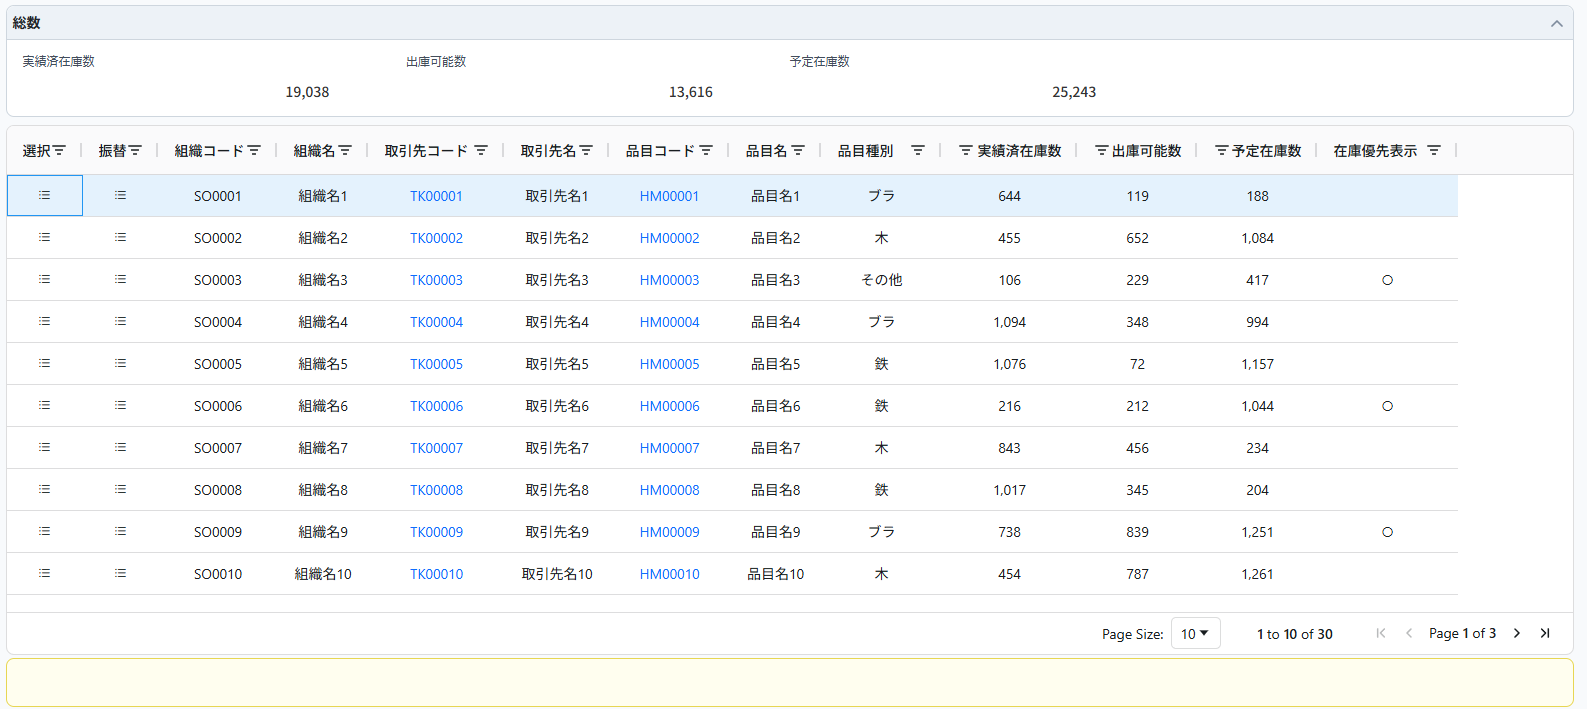 総数
実績済在庫数 出庫可能数 予定在庫数
19,038 13,616 25,243
選択 振替 組織コード 組織名 取引先コード 取引先名 品目コード 品目名 品目種別 実績済在庫数 出庫可能数 予定在庫数 在庫優先表示
SO0001 組織名1 TK00001 取引先名1 HM00001 品目名1 プラ 644 119 188
SO0002 組織名2 TK00002 取引先名2 HM00002 品目名2 木 455 652 1,084
SO0003 組織名3 TK00003 取引先名3 HM00003 品目名3 その他 106 229 417 ○
SO0004 組織名4 TK00004 取引先名4 HM00004 品目名4 プラ 1,094 348 994
SO0005 組織名5 TK00005 取引先名5 HM00005 品目名5 鉄 1,076 72 1,157
SO0006 組織名6 TK00006 取引先名6 HM00006 品目名6 鉄 216 212 1,044 ○
SO0007 組織名7 TK00007 取引先名7 HM00007 品目名7 木 843 456 234
SO0008 組織名8 TK00008 取引先名8 HM00008 品目名8 鉄 1,017 345 204
SO0009 組織名9 TK00009 取引先名9 HM00009 品目名9 プラ 738 839 1,251 ○
SO0010 組織名10 TK00010 取引先名10 HM00010 品目名10 木 454 787 1,261
Page Size: 10 1 to 10 of 30 Page 1 of 3